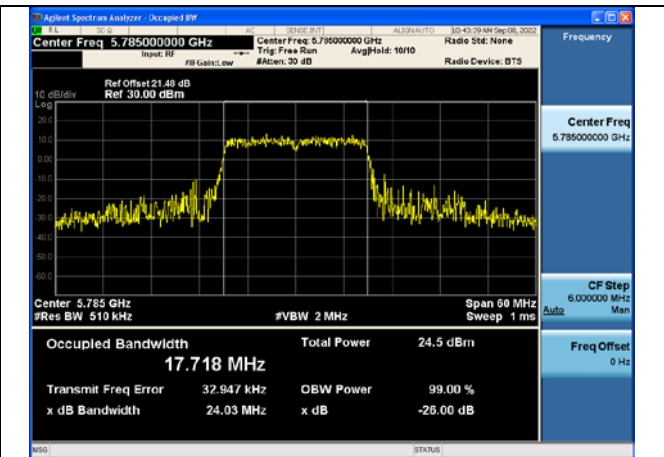 Agilent Spectrum Analyzer - Occupied BW
RL 50 Ω AC SENSE:INT ALIGNAUTO 10:43:29 AM Sep 08, 2022
Center Freq 5.785000000 GHz Center Freq: 5.785000000 GHz Radio Std: None Frequency
Input: RF Trig: Free Run Avg|Hold: 10/10
#IFGain:Low #Atten: 30 dB Radio Device: BTS
Ref Offset 21.48 dB
10 dB/div Ref 30.00 dBm
Log
20.0
10.0
0.00
-10.0
-20.0
-30.0
-40.0
-50.0
-60.0
Center Freq
5.785000000 GHz
Center 5.785 GHz Span 60 MHz
#Res BW 510 kHz #VBW 2 MHz Sweep 1 ms
CF Step
6.000000 MHz
Auto Man
Occupied Bandwidth Total Power 24.5 dBm
17.718 MHz
Transmit Freq Error 32.947 kHz OBW Power 99.00 %
x dB Bandwidth 24.03 MHz x dB -26.00 dB
Freq Offset
0 Hz
MSG STATUS